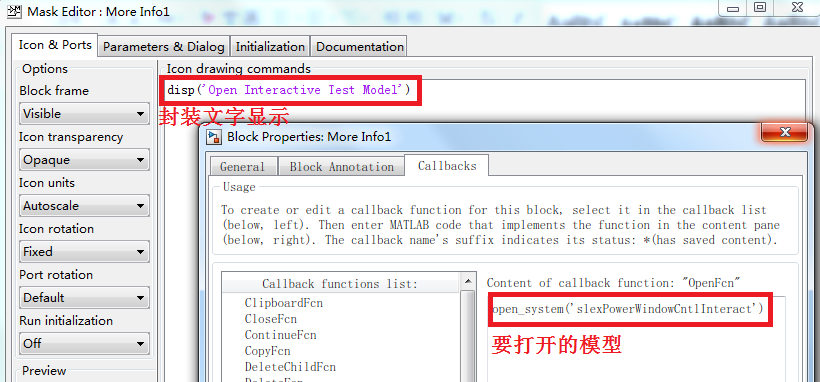 Mask Editor : More Info1
Icon & Ports
Parameters & Dialog
Initialization
Documentation
Options
Block frame
Visible
Icon transparency
Opaque
Icon units
Autoscale
Icon rotation
Fixed
Port rotation
Default
Run initialization
Off
Preview
Icon drawing commands
disp('Open Interactive Test Model')
封装文字显示
Block Properties: More Info1
General
Block Annotation
Callbacks
Usage
To create or edit a callback function for this block, select it in the callback list
(below, left). Then enter MATLAB code that implements the function in the content pane
(below, right). The callback name's suffix indicates its status: *(has saved content).
Callback functions list:
ClipboardFcn
CloseFcn
ContinueFcn
CopyFcn
DeleteChildFcn
DeleteFcn
Content of callback function: "OpenFcn"
open_system('slexPowerWindowCntlInteract')
要打开的模型